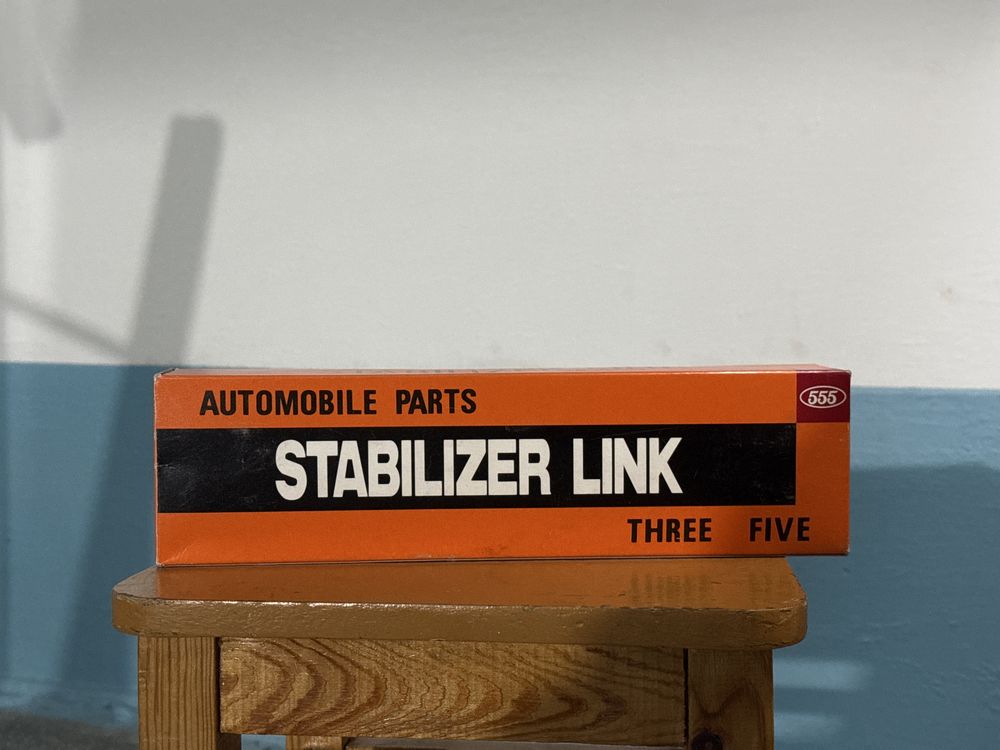 AUTOMOBILE PARTS
555
STABILIZER LINK
THREE FIVE